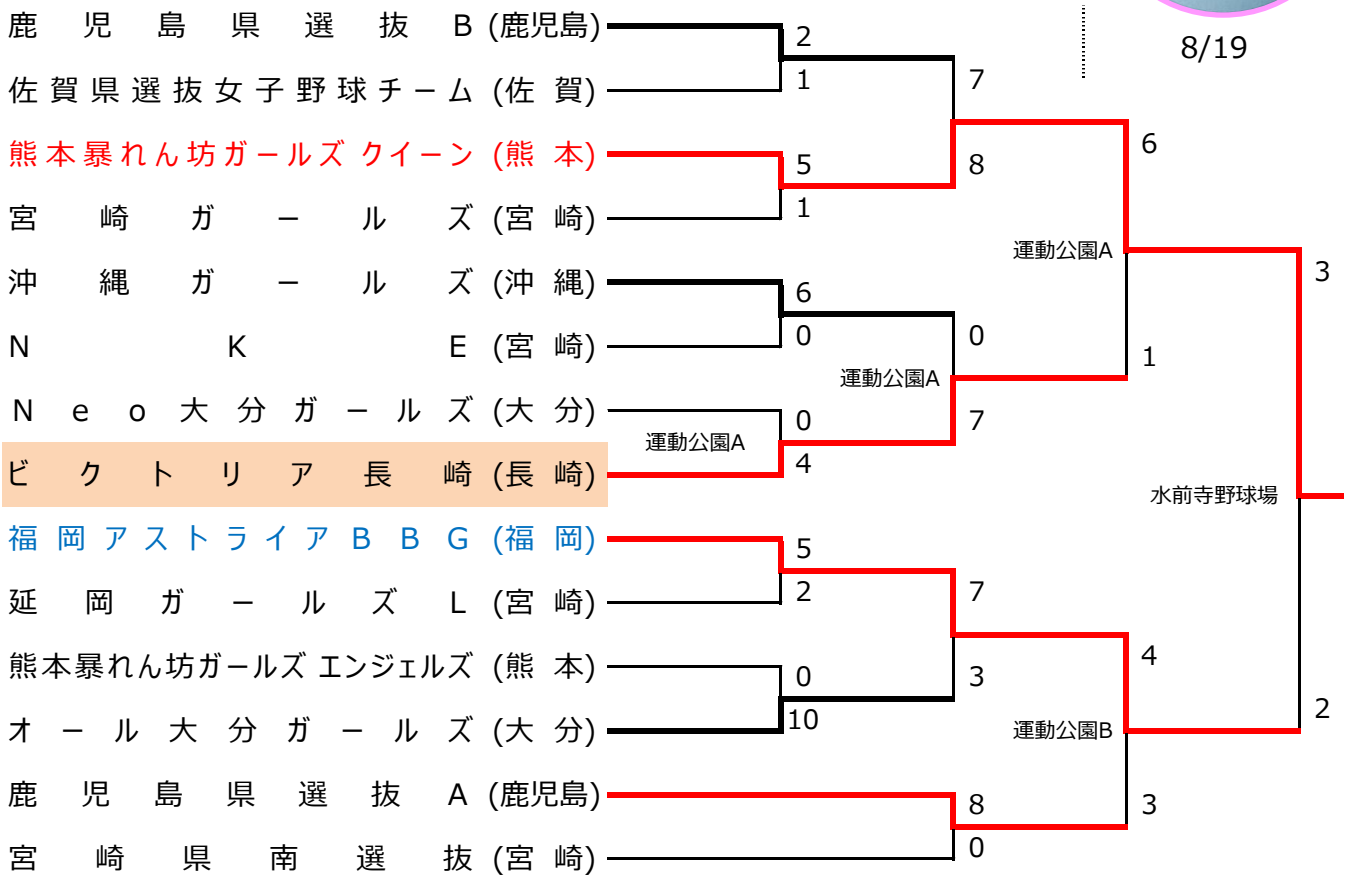 8/19
鹿児島県選抜B (鹿児島)
2
佐賀県選抜女子野球チーム (佐賀)
1
7
熊本暴れん坊ガールズ クイーン (熊本)
5
8
6
宮崎ガールズ (宮崎)
1
運動公園A
沖縄ガールズ (沖縄)
6
3
NKE (宮崎)
0
0
1
運動公園A
Neo大分ガールズ (大分)
0
7
運動公園A
ビクトリア長崎 (長崎)
4
水前寺野球場
福岡アストライアBBG (福岡)
5
延岡ガールズL (宮崎)
2
7
熊本暴れん坊ガールズ エンジェルズ (熊本)
0
3
4
オール大分ガールズ (大分)
10
運動公園B
2
鹿児島県選抜A (鹿児島)
8
3
宮崎県南選抜 (宮崎)
0